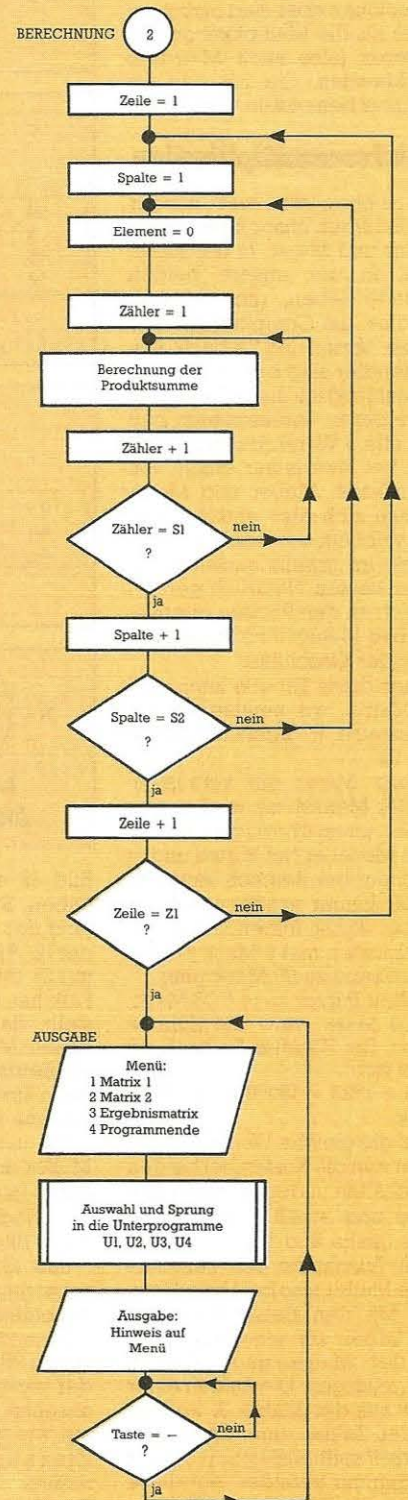 BERECHNUNG
2
Zeile = 1
Spalte = 1
Element = 0
Zähler = 1
Berechnung der
Produktsumme
Zähler + 1
Zähler = S1
?
nein
ja
Spalte + 1
Spalte = S2
?
nein
ja
Zeile + 1
Zeile = Z1
?
nein
ja
AUSGABE
Menü:
1 Matrix 1
2 Matrix 2
3 Ergebnismatrix
4 Programmende
Auswahl und Sprung
in die Unterprogramme
U1, U2, U3, U4
Ausgabe:
Hinweis auf
Menü
Taste = –
?
nein
ja